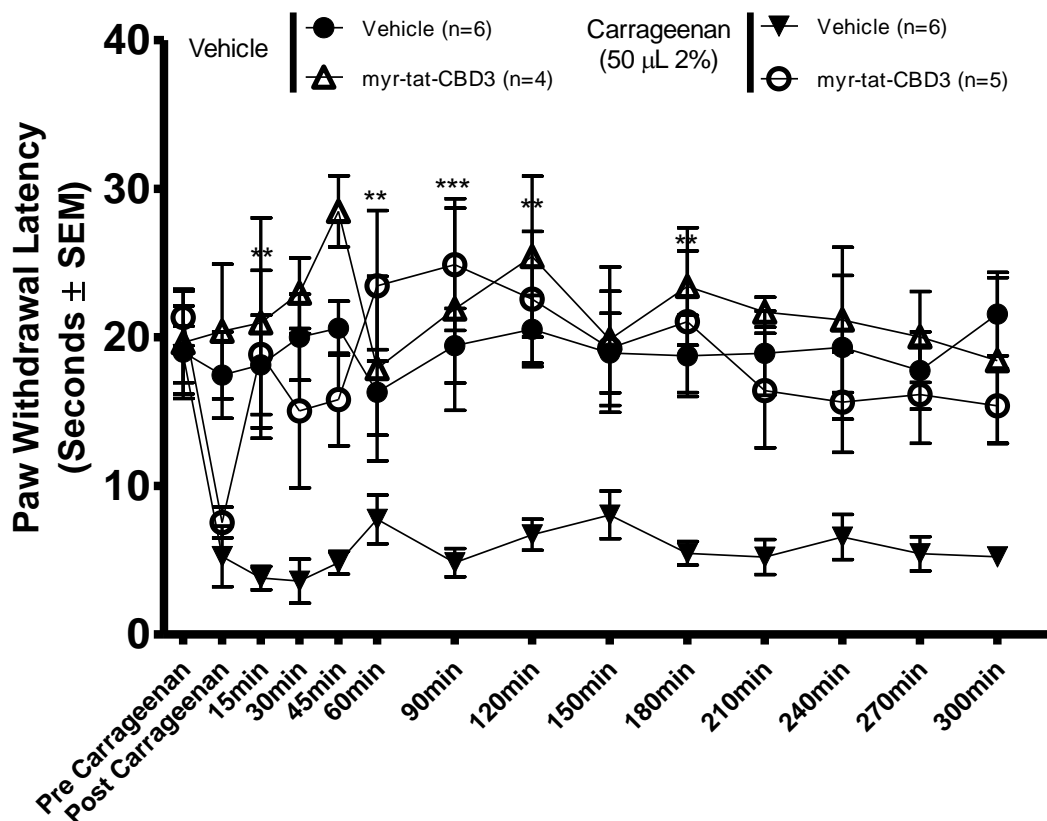 40
30
20
10
0
Paw Withdrawal Latency
(Seconds ± SEM)
Vehicle
Vehicle (n=6)
myr-tat-CBD3 (n=4)
Carrageenan
(50 μL 2%)
Vehicle (n=6)
myr-tat-CBD3 (n=5)
**
**
***
**
**
Pre Carrageenan
Post Carrageenan
15min
30min
45min
60min
90min
120min
150min
180min
210min
240min
270min
300min